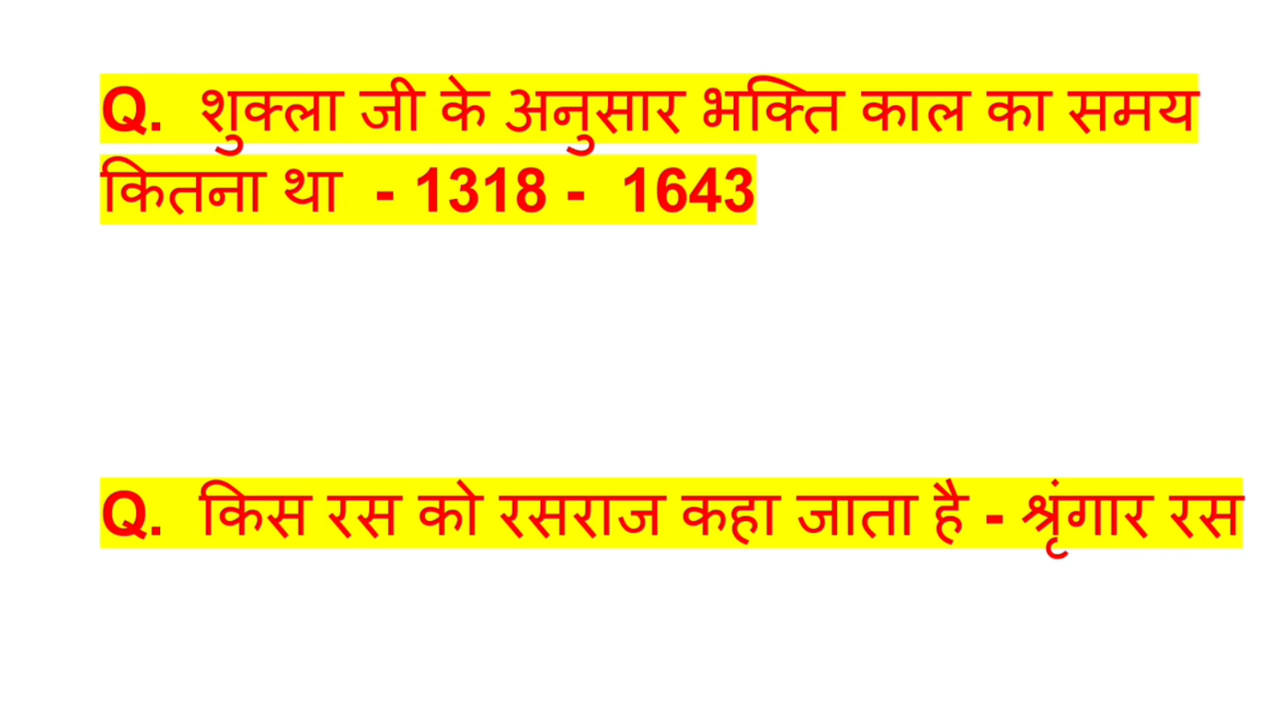 Q.  शुक्ला जी के अनुसार भक्ति काल का समय
कितना था  - 1318 -  1643
Q.  किस रस को रसराज कहा जाता है - श्रृंगार रस